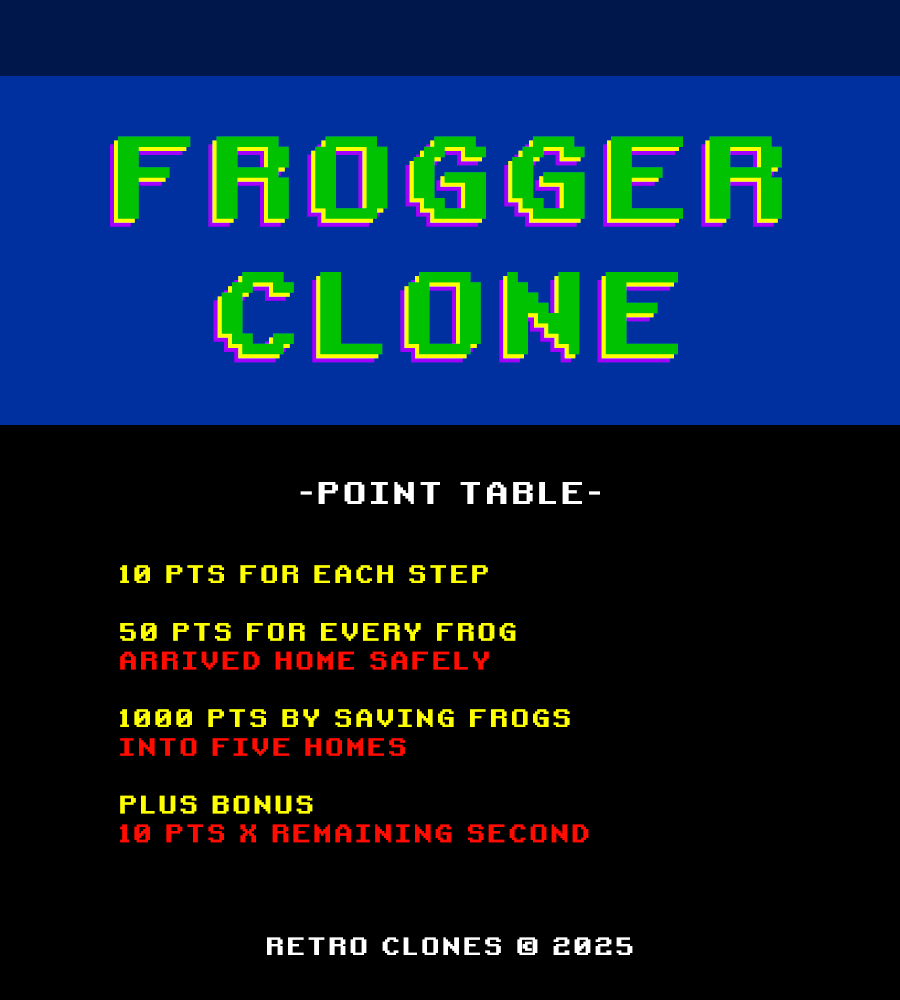 FROGGER
CLONE
-POINT TABLE-
10 PTS FOR EACH STEP
50 PTS FOR EVERY FROG
ARRIVED HOME SAFELY
1000 PTS BY SAVING FROGS
INTO FIVE HOMES
PLUS BONUS
10 PTS X REMAINING SECOND
RETRO CLONES © 2025